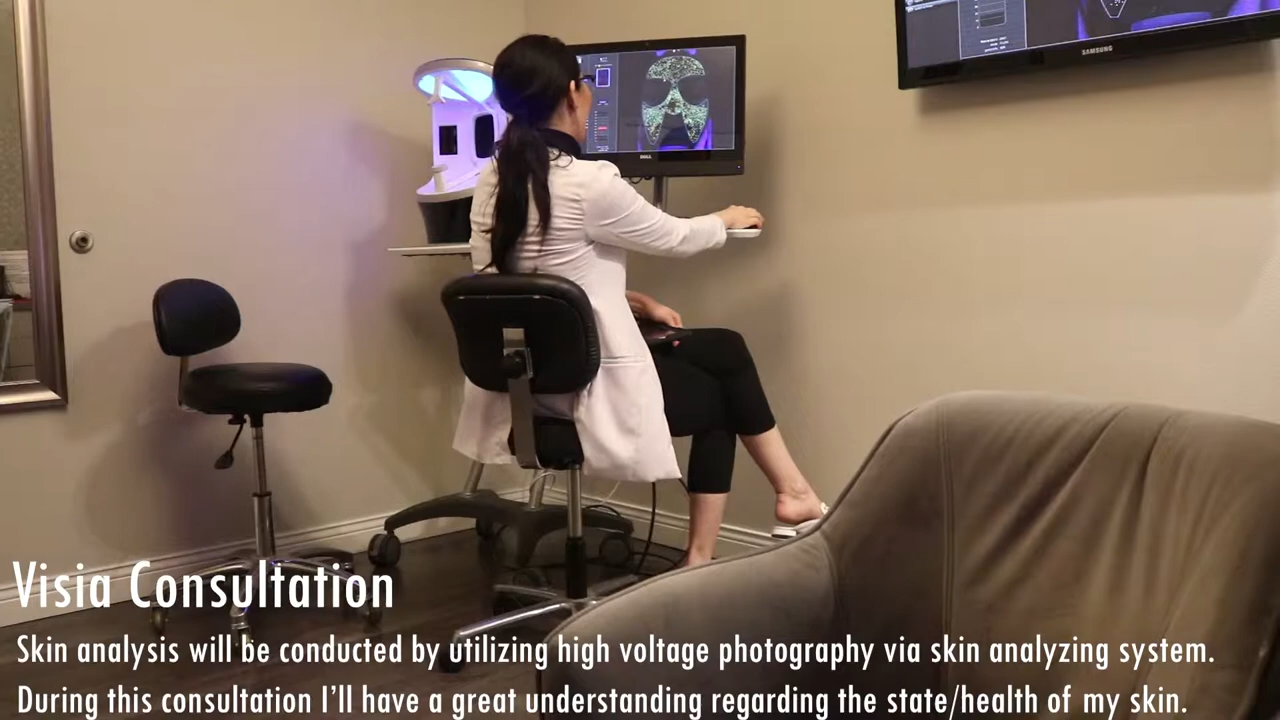 SAMSUNG
DELL
Visia Consultation
Skin analysis will be conducted by utilizing high voltage photography via skin analyzing system.
During this consultation I'll have a great understanding regarding the state/health of my skin.